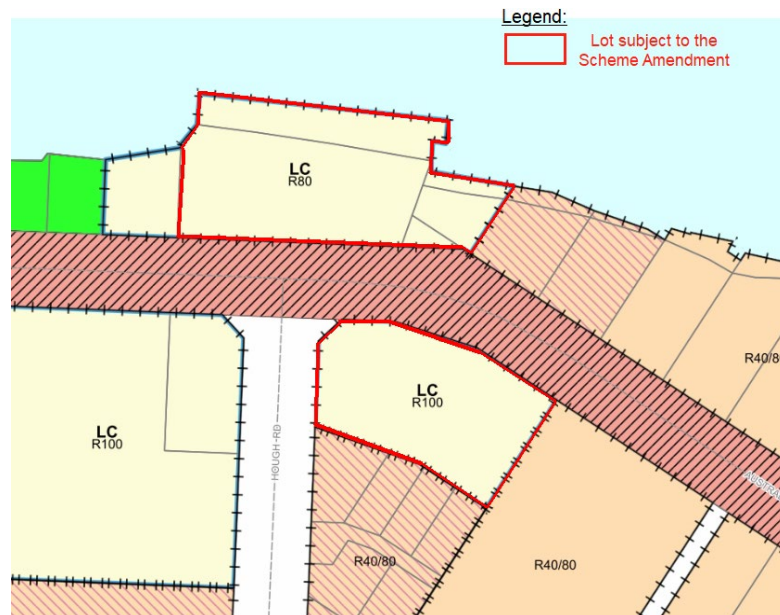 Legend:
Lot subject to the
Scheme Amendment
LC
R80
R40/8
LC
R100
LC
R100
HOUGH RD
AUSTRA
R40/80
R40/80